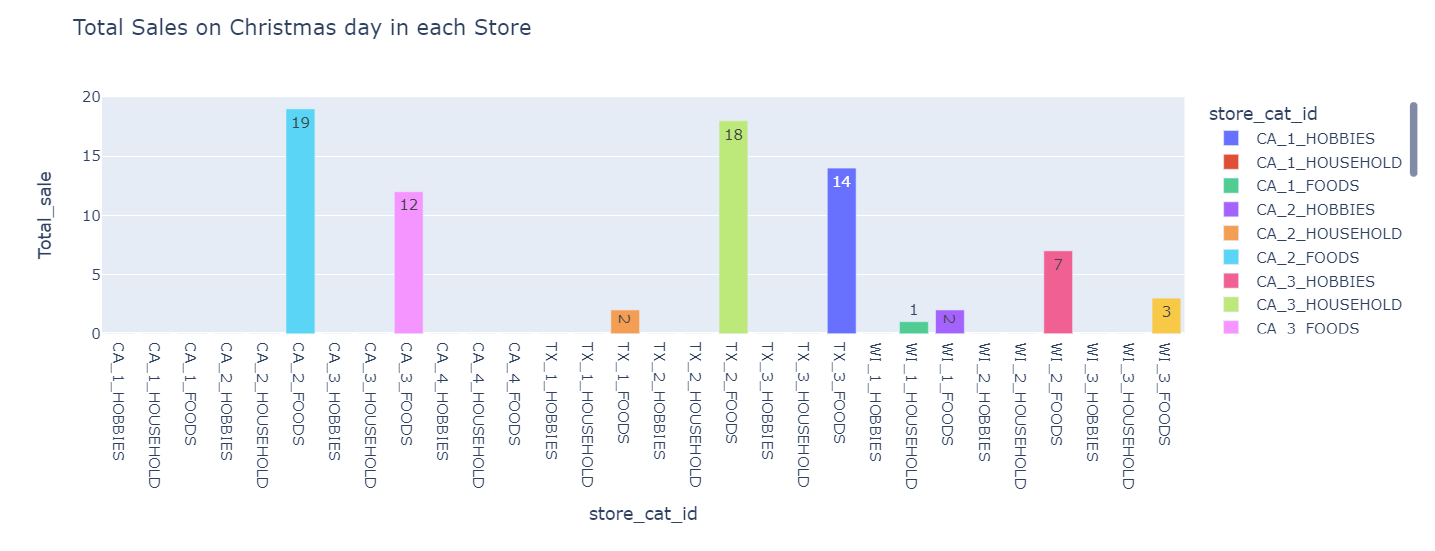 Total Sales on Christmas day in each Store
Total_sale
20
15
10
5
0
19
12
2
18
14
1
2
7
3
CA_1_HOBBIES
CA_1_HOUSEHOLD
CA_1_FOODS
CA_2_HOBBIES
CA_2_HOUSEHOLD
CA_2_FOODS
CA_3_HOBBIES
CA_3_HOUSEHOLD
CA_3_FOODS
CA_4_HOBBIES
CA_4_HOUSEHOLD
CA_4_FOODS
TX_1_HOBBIES
TX_1_HOUSEHOLD
TX_1_FOODS
TX_2_HOBBIES
TX_2_HOUSEHOLD
TX_2_FOODS
TX_3_HOBBIES
TX_3_HOUSEHOLD
TX_3_FOODS
WI_1_HOBBIES
WI_1_HOUSEHOLD
WI_1_FOODS
WI_2_HOBBIES
WI_2_HOUSEHOLD
WI_2_FOODS
WI_3_HOBBIES
WI_3_HOUSEHOLD
WI_3_FOODS
store_cat_id
store_cat_id
CA_1_HOBBIES
CA_1_HOUSEHOLD
CA_1_FOODS
CA_2_HOBBIES
CA_2_HOUSEHOLD
CA_2_FOODS
CA_3_HOBBIES
CA_3_HOUSEHOLD
CA_3_FOODS